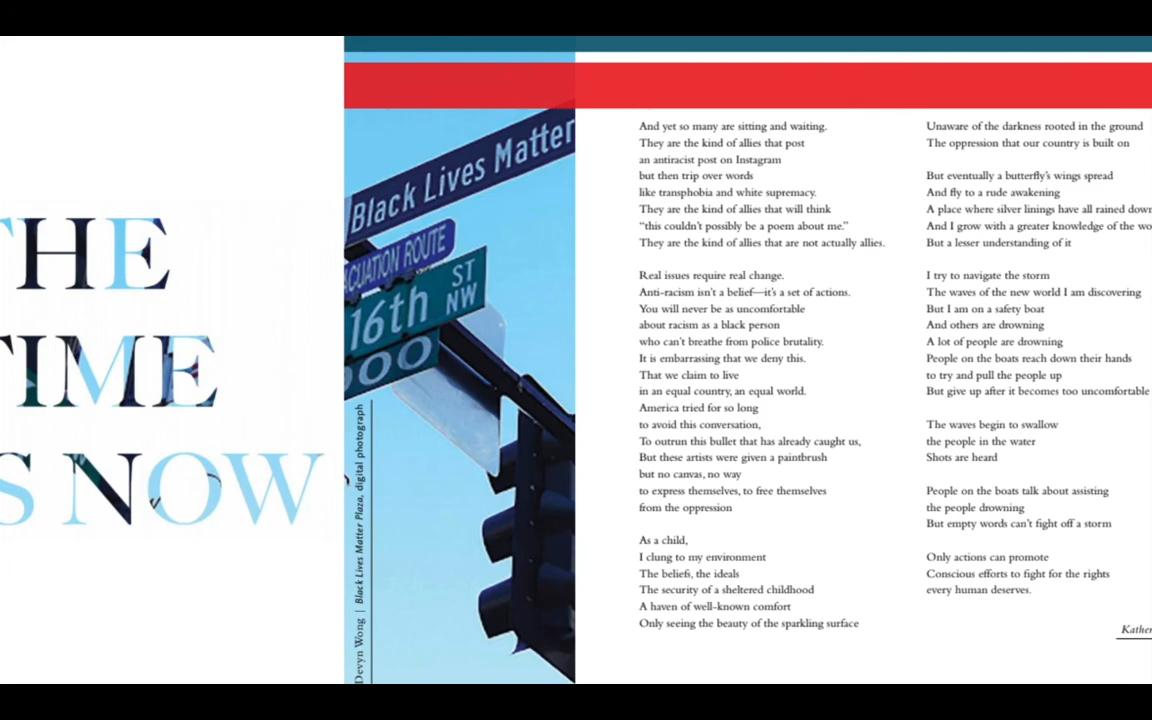 THE
TIME
IS NOW
Black Lives Matter
EVACUATION ROUTE
16th ST NW
Devyn Wong | Black Lives Matter Plaza, digital photograph
And yet so many are sitting and waiting.
They are the kind of allies that post
an antiracist post on Instagram
but then trip over words
like transphobia and white supremacy.
They are the kind of allies that will think
“this couldn’t possibly be a poem about me.”
They are the kind of allies that are not actually allies.
Real issues require real change.
Anti-racism isn’t a belief—it’s a set of actions.
You will never be as uncomfortable
about racism as a black person
who can’t breathe from police brutality.
It is embarrassing that we deny this.
That we claim to live
in an equal country, an equal world.
America tried for so long
to avoid this conversation,
To outrun this bullet that has already caught us,
But these artists were given a paintbrush
but no canvas, no way
to express themselves, to free themselves
from the oppression
As a child,
I clung to my environment
The beliefs, the ideals
The security of a sheltered childhood
A haven of well-known comfort
Only seeing the beauty of the sparkling surface
Unaware of the darkness rooted in the ground
The oppression that our country is built on
But eventually a butterfly’s wings spread
And fly to a rude awakening
A place where silver linings have all rained down
And I grow with a greater knowledge of the wo
But a lesser understanding of it
I try to navigate the storm
The waves of the new world I am discovering
But I am on a safety boat
And others are drowning
A lot of people are drowning
People on the boats reach down their hands
to try and pull the people up
But give up after it becomes too uncomfortable
The waves begin to swallow
the people in the water
Shots are heard
People on the boats talk about assisting
the people drowning
But empty words can’t fight off a storm
Only actions can promote
Conscious efforts to fight for the rights
every human deserves.
Kather